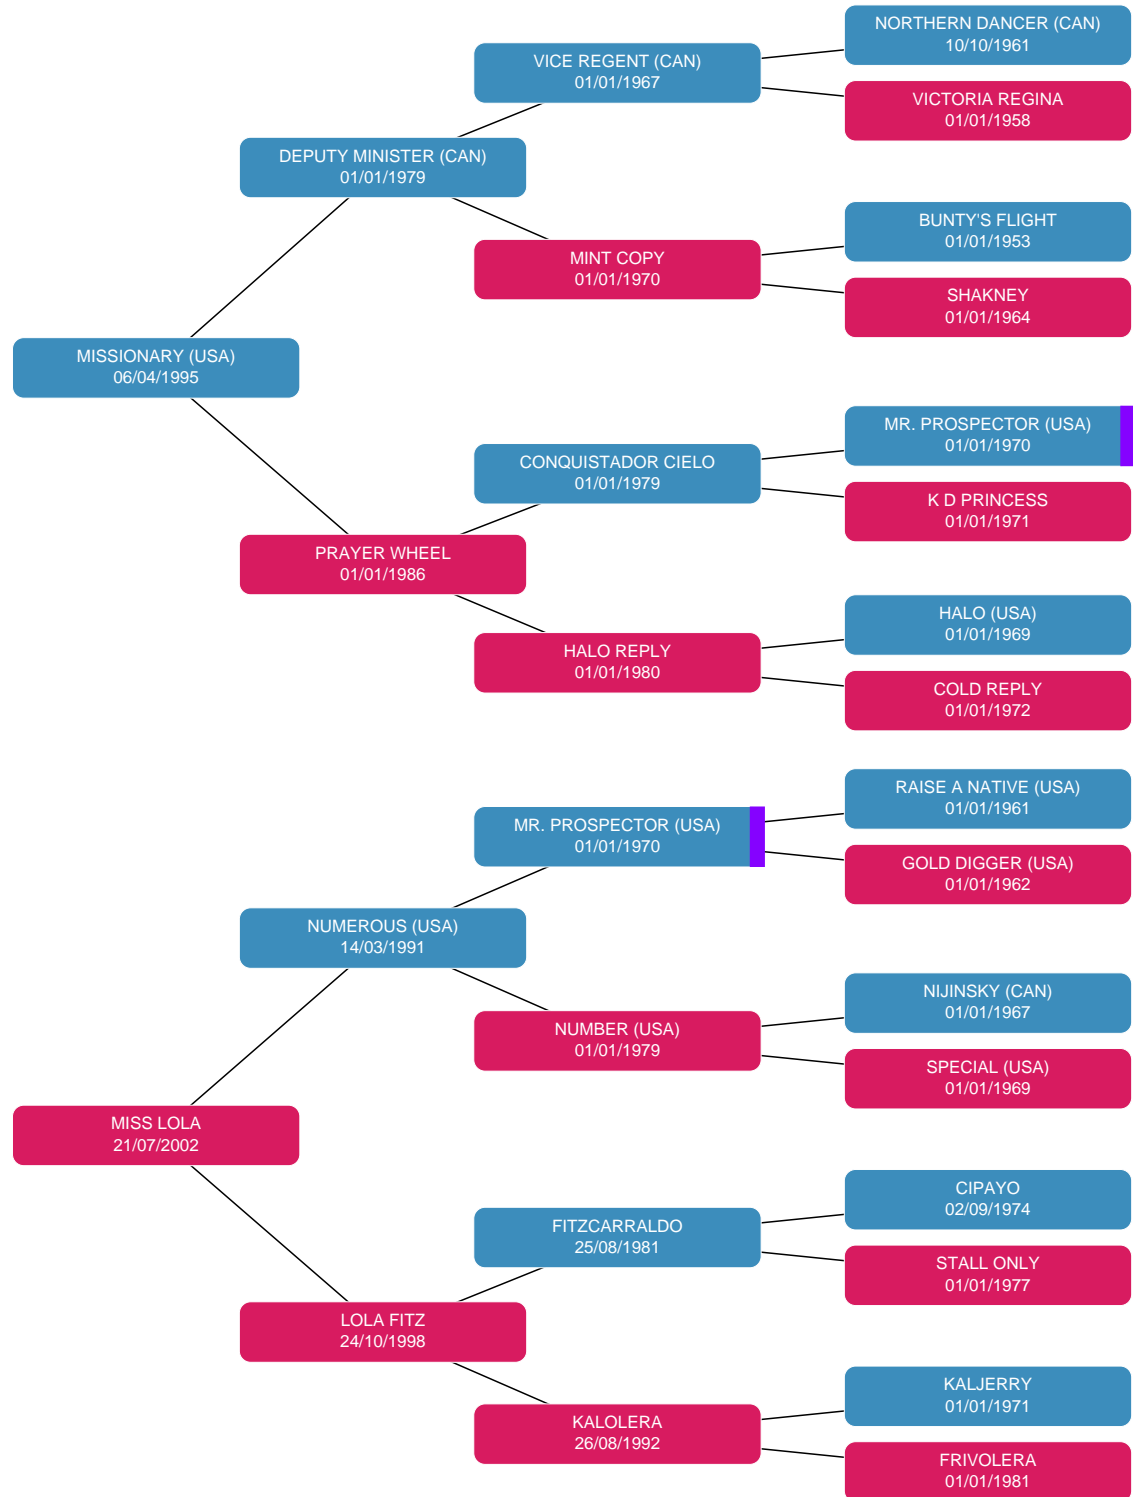 NORTHERN DANCER (CAN)
10/10/1961
VICE REGENT (CAN)
01/01/1967
VICTORIA REGINA
01/01/1958
DEPUTY MINISTER (CAN)
01/01/1979
BUNTY'S FLIGHT
01/01/1953
MINT COPY
01/01/1970
SHAKNEY
01/01/1964
MISSIONARY (USA)
06/04/1995
MR. PROSPECTOR (USA)
01/01/1970
CONQUISTADOR CIELO
01/01/1979
K D PRINCESS
01/01/1971
PRAYER WHEEL
01/01/1986
HALO (USA)
01/01/1969
HALO REPLY
01/01/1980
COLD REPLY
01/01/1972
RAISE A NATIVE (USA)
01/01/1961
MR. PROSPECTOR (USA)
01/01/1970
GOLD DIGGER (USA)
01/01/1962
NUMEROUS (USA)
14/03/1991
NIJINSKY (CAN)
01/01/1967
NUMBER (USA)
01/01/1979
SPECIAL (USA)
01/01/1969
MISS LOLA
21/07/2002
CIPAYO
02/09/1974
FITZCARRALDO
25/08/1981
STALL ONLY
01/01/1977
LOLA FITZ
24/10/1998
KALJERRY
01/01/1971
KALOLERA
26/08/1992
FRIVOLERA
01/01/1981